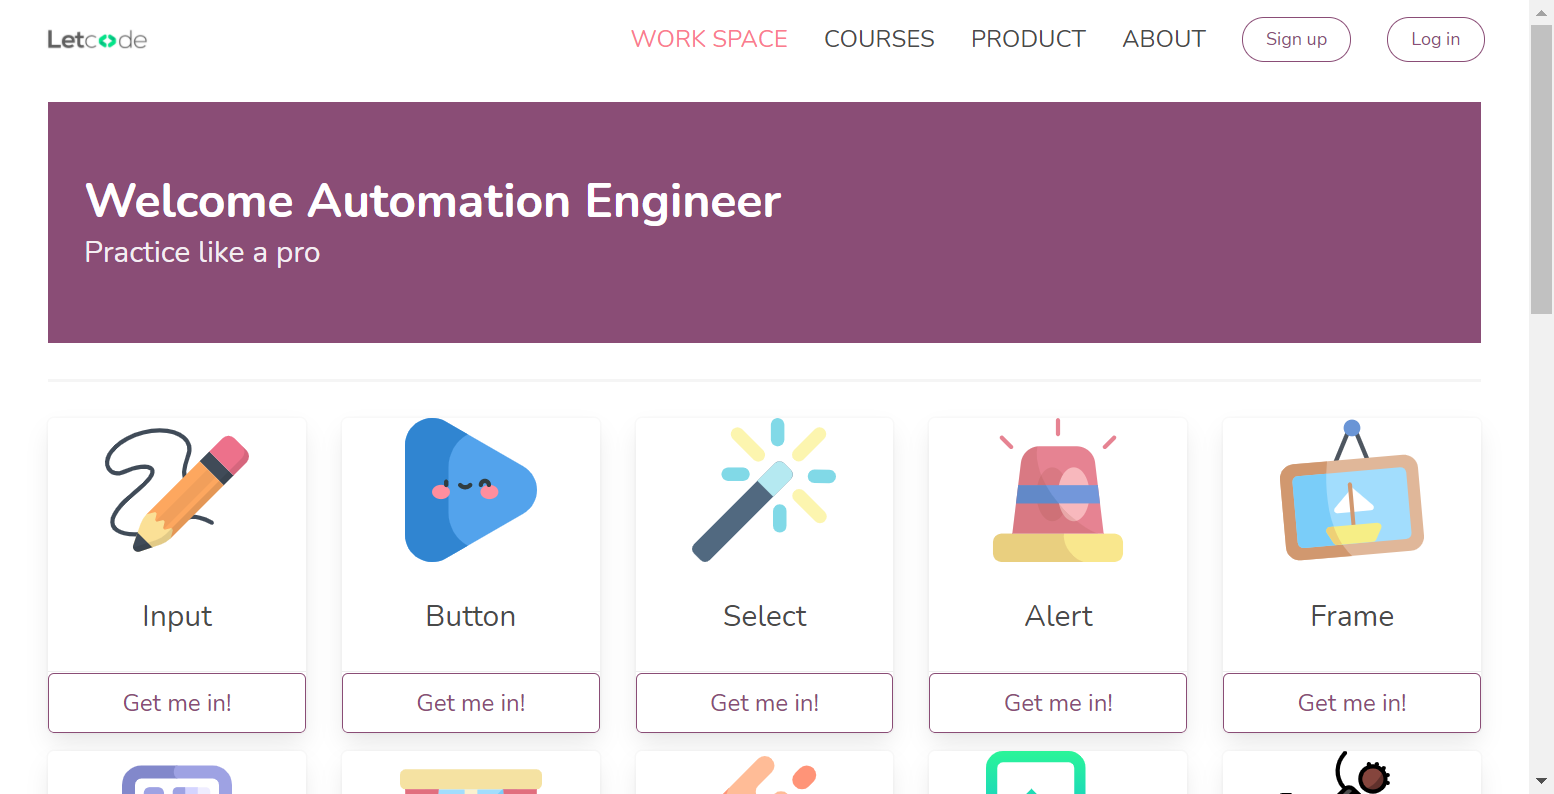 Letcode
WORK SPACE
COURSES
PRODUCT
ABOUT
Sign up
Log in
Welcome Automation Engineer
Practice like a pro
Input
Button
Select
Alert
Frame
Get me in!
Get me in!
Get me in!
Get me in!
Get me in!